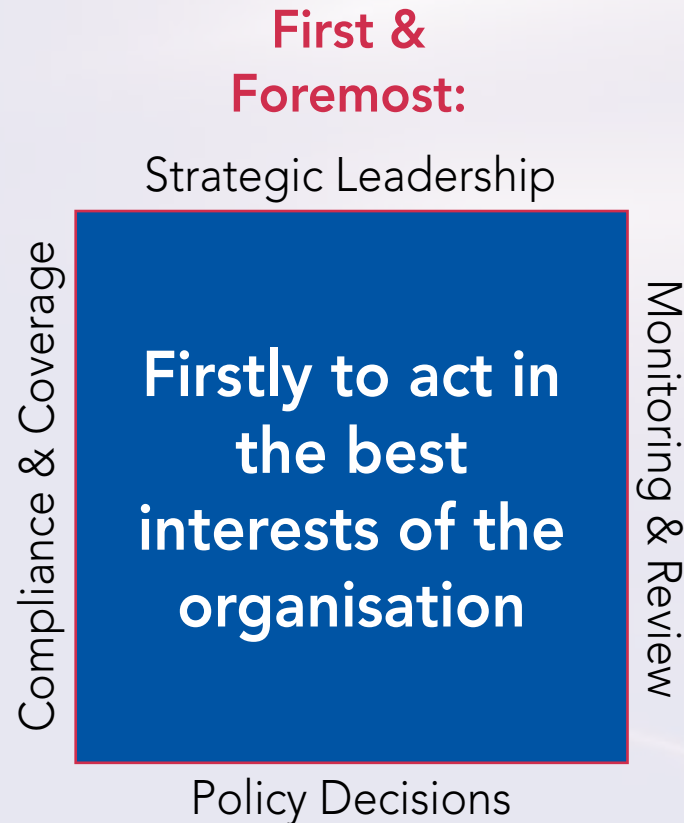 First &
Foremost:
Strategic Leadership
Compliance & Coverage
Firstly to act in
the best
interests of the
organisation
Monitoring & Review
Policy Decisions